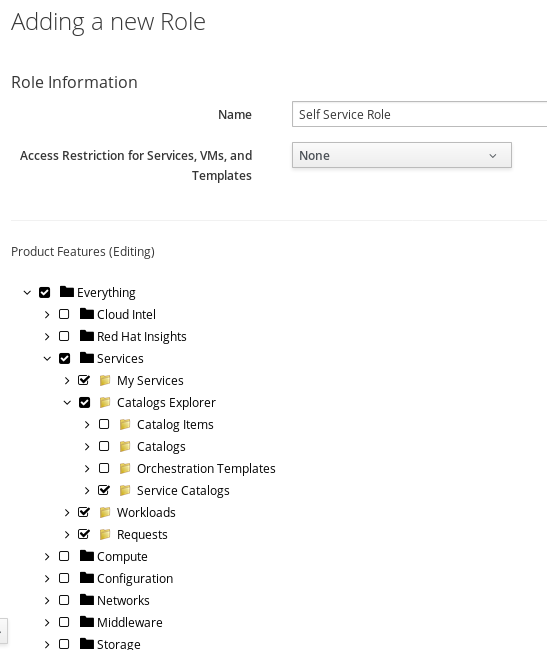 Adding a new Role
Role Information
Name
Self Service Role
Access Restriction for Services, VMs, and
Templates
None
Product Features (Editing)
Everything
Cloud Intel
Red Hat Insights
Services
My Services
Catalogs Explorer
Catalog Items
Catalogs
Orchestration Templates
Service Catalogs
Workloads
Requests
Compute
Configuration
Networks
Middleware
Storage